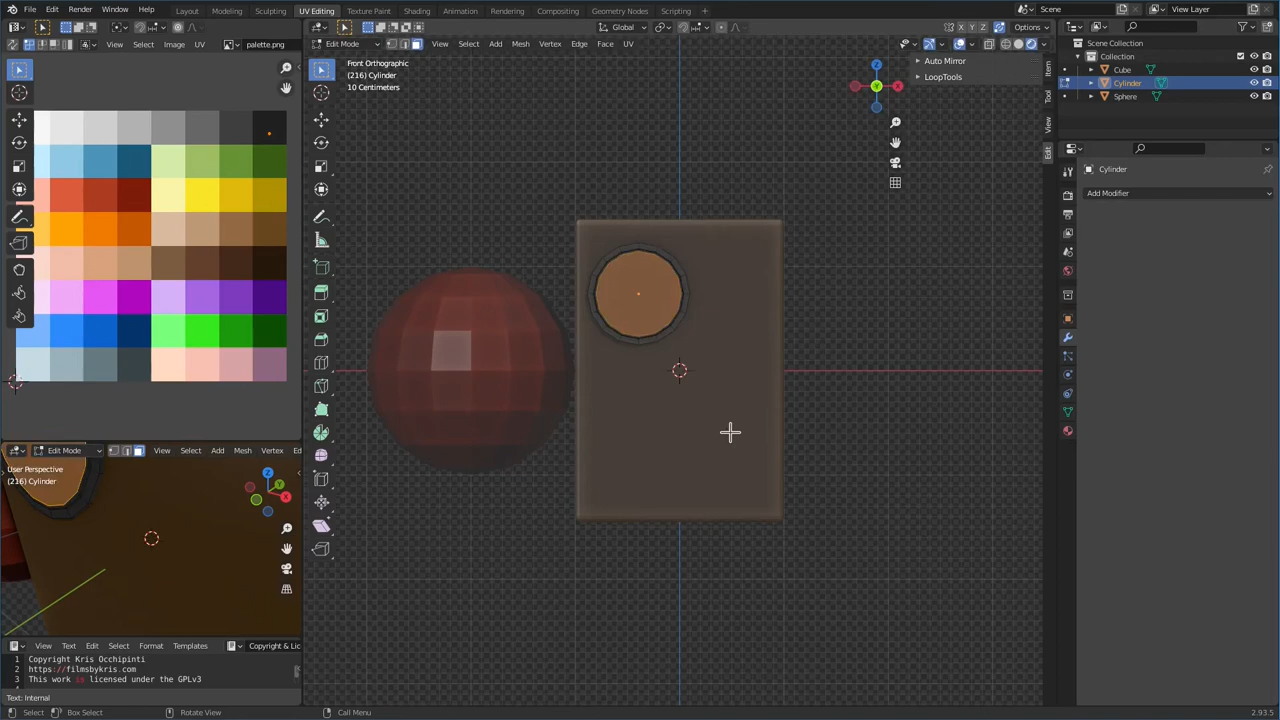 File Edit Render Window Help Layout Modeling Sculpting UV Editing Texture Paint Shading Animation Rendering Compositing Geometry Nodes Scripting Scene View Layer
Global Options
View Select Image UV palette.png
Edit Mode View Select Add Mesh Vertex Edge Face UV
Front Orthographic
(216) Cylinder
10 Centimeters
Auto Mirror
LoopTools
Z
Y
X
Item
Tool
View
Edit
Scene Collection
Collection
Cube
Cylinder
Sphere
Cylinder
Add Modifier
Edit Mode View Select Add Mesh Vertex Ed
User Perspective
(216) Cylinder
Z
X
Y
View Text Edit Select Format Templates Copyright & Lic
1 Copyright Kris Occhipinti
2 https://filmsbykris.com
3 This work is licensed under the GPLv3
Text: Internal
Select Box Select Rotate View Call Menu 2.93.5